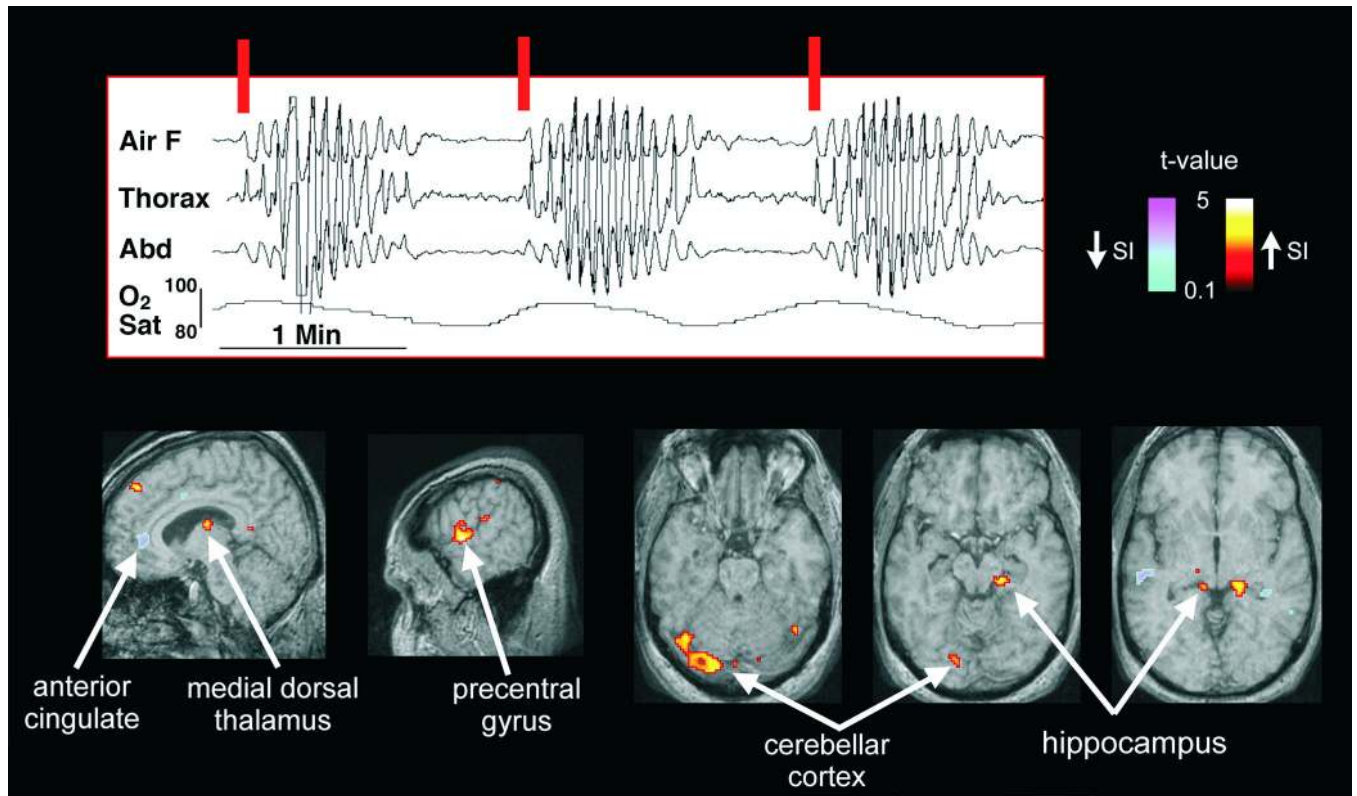 Air F
Thorax
Abd
O₂ 100
Sat 80
1 Min
t-value
5
↓ SI
↑ SI
0.1
anterior
cingulate
medial dorsal
thalamus
precentral
gyrus
cerebellar
cortex
hippocampus